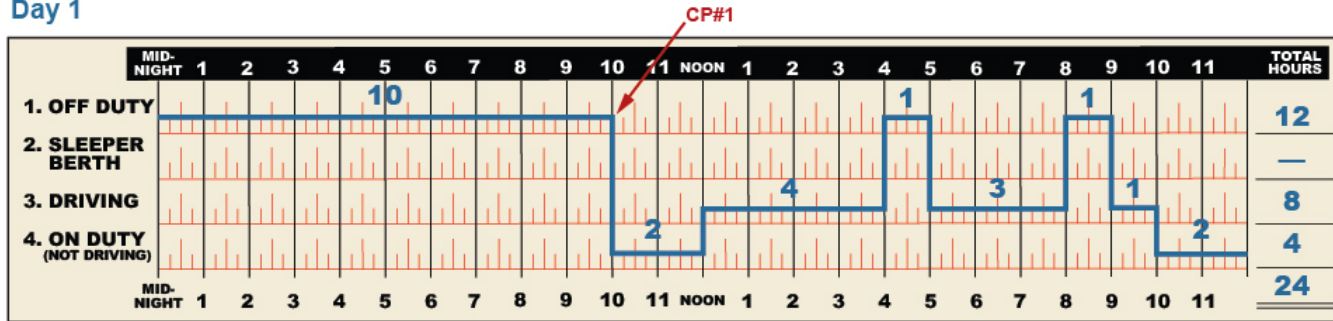 Day 1
CP#1
MID-NIGHT 1 2 3 4 5 6 7 8 9 10 11 NOON 1 2 3 4 5 6 7 8 9 10 11 TOTAL HOURS
1. OFF DUTY 10 1 1 12
2. SLEEPER BERTH —
3. DRIVING 4 3 1 8
4. ON DUTY (NOT DRIVING) 2 2 4
MID-NIGHT 1 2 3 4 5 6 7 8 9 10 11 NOON 1 2 3 4 5 6 7 8 9 10 11 24